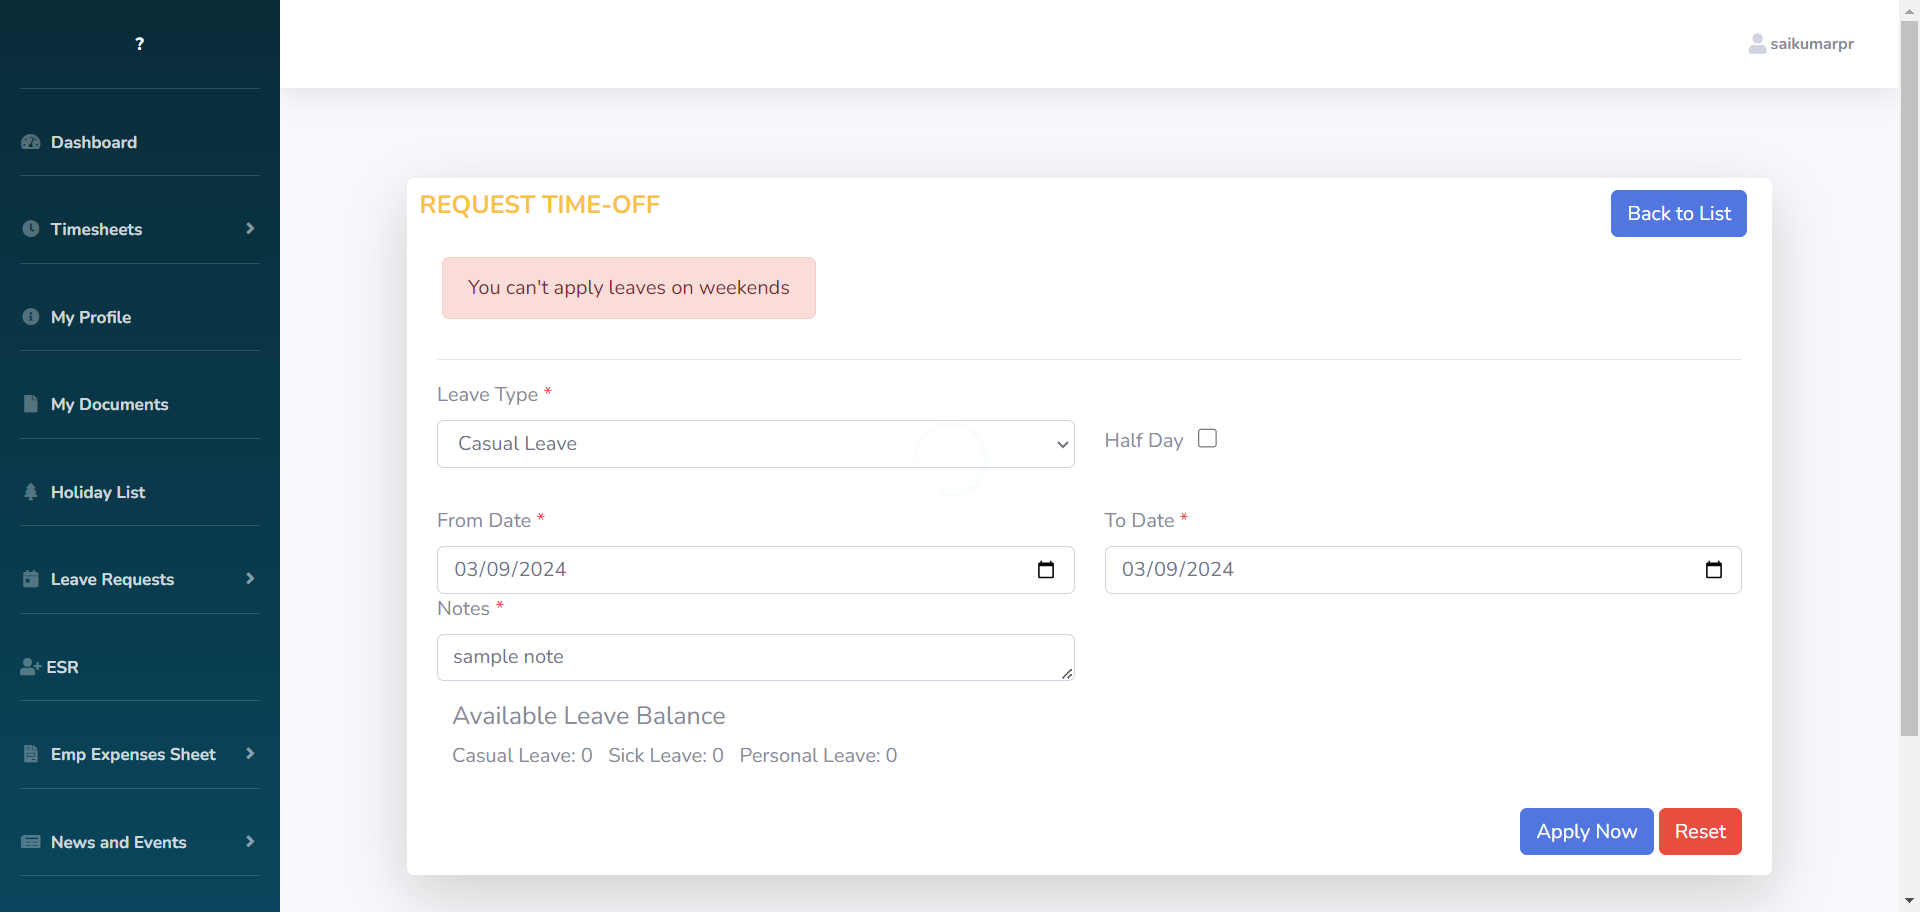 ?
saikumarpr
Dashboard
Timesheets
My Profile
My Documents
Holiday List
Leave Requests
ESR
Emp Expenses Sheet
News and Events
REQUEST TIME-OFF
Back to List
You can't apply leaves on weekends
Leave Type *
Casual Leave
Half Day
From Date *
To Date *
03/09/2024
03/09/2024
Notes *
sample note
Available Leave Balance
Casual Leave: 0 Sick Leave: 0 Personal Leave: 0
Apply Now
Reset